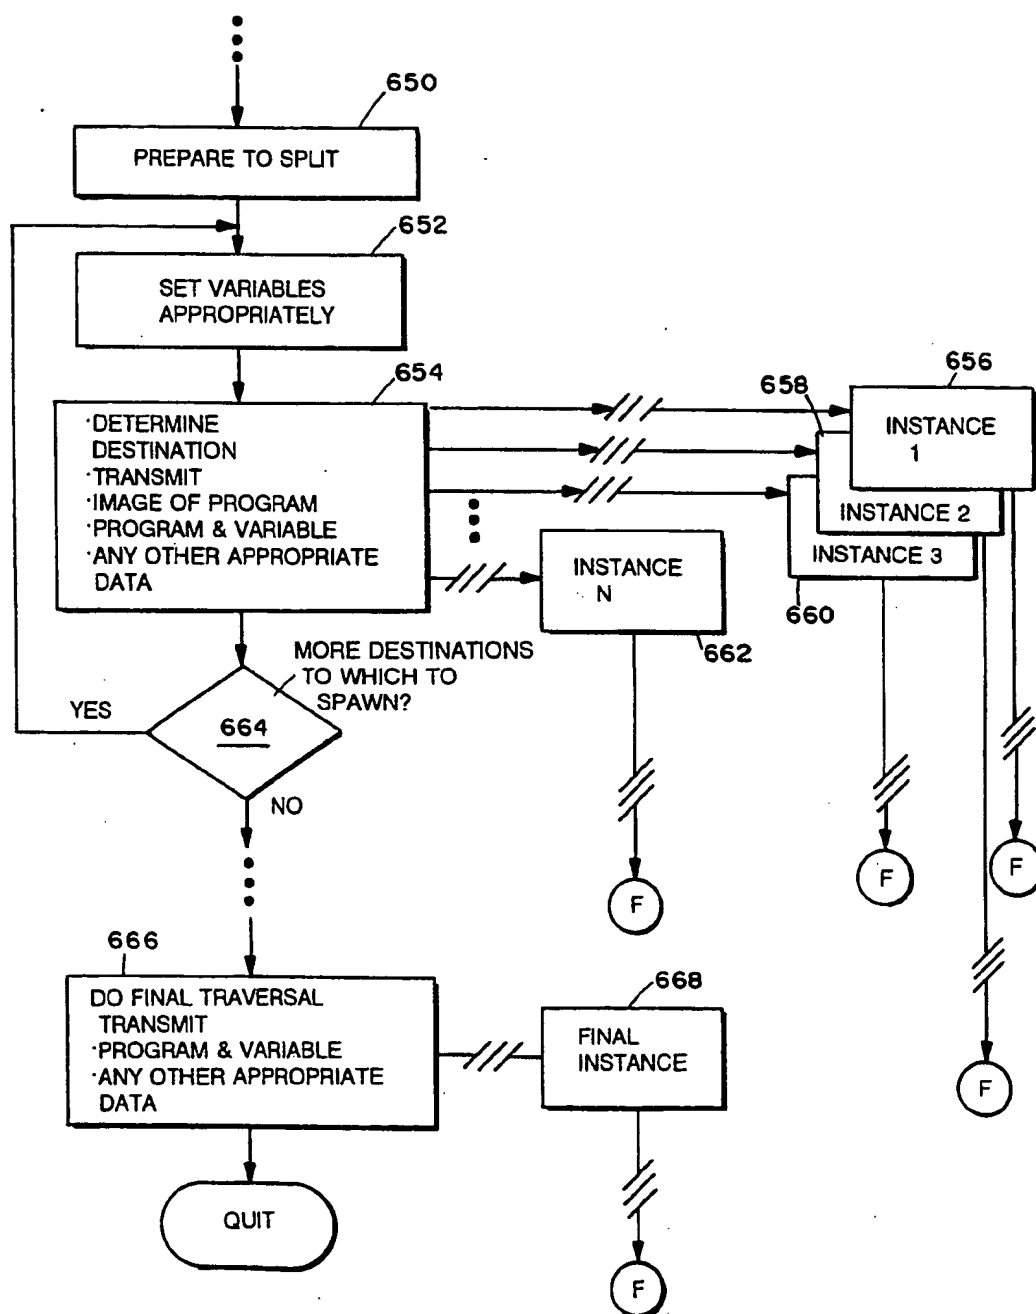 650
PREPARE TO SPLIT
652
SET VARIABLES
APPROPRIATELY
654
·DETERMINE
DESTINATION
·TRANSMIT
·IMAGE OF PROGRAM
·PROGRAM & VARIABLE
·ANY OTHER APPROPRIATE
DATA
656
INSTANCE
1
658
INSTANCE 2
INSTANCE 3
660
INSTANCE
N
662
MORE DESTINATIONS
TO WHICH TO
SPAWN?
YES
664
NO
F
F
F
F
666
DO FINAL TRAVERSAL
TRANSMIT
·PROGRAM & VARIABLE
·ANY OTHER APPROPRIATE
DATA
668
FINAL
INSTANCE
QUIT
F